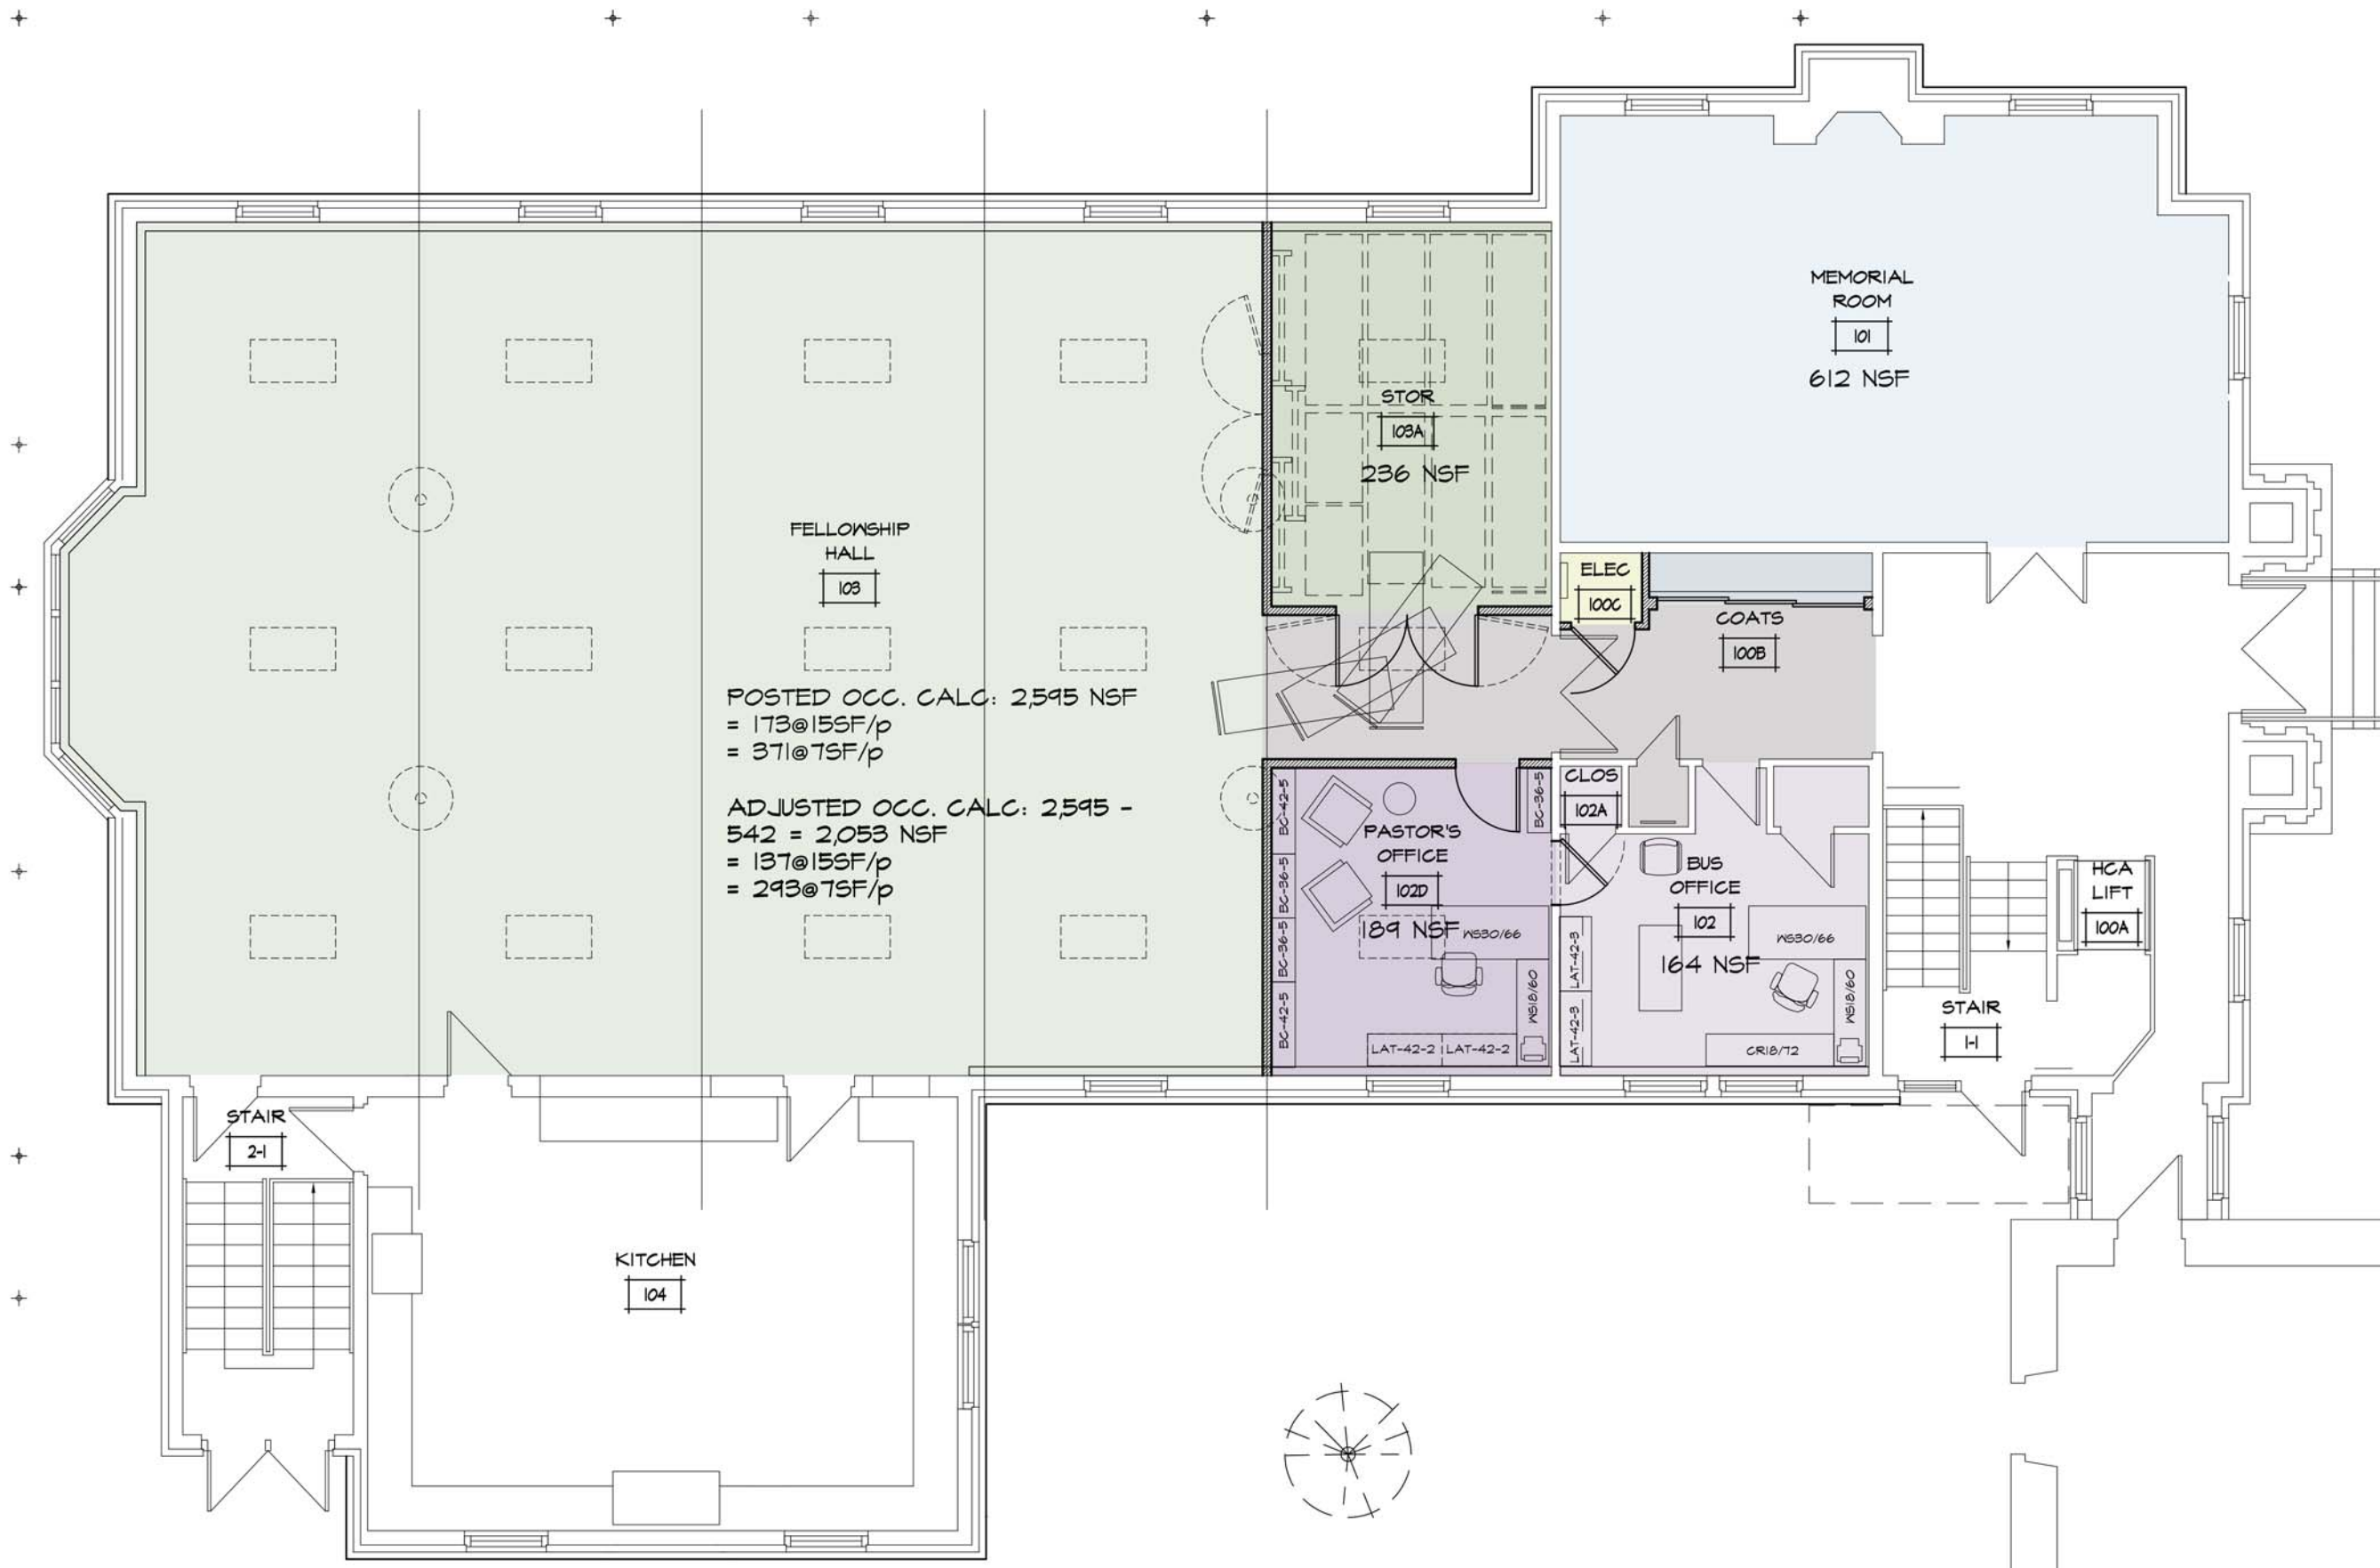 MEMORIAL
ROOM
101
612 NSF
STOR
103A
236 NSF
FELLOWSHIP
HALL
103
ELEC
100C
COATS
100B
POSTED OCC. CALC: 2,595 NSF
= 173@15SF/p
= 371@7SF/p
ADJUSTED OCC. CALC: 2,595 -
542 = 2,053 NSF
= 137@15SF/p
= 293@7SF/p
BC-42-5
BC-36-5
BC-36-5
BC-42-5
BC-36-5
PASTOR'S
OFFICE
102D
189 NSF
WS30/66
WS18/60
LAT-42-2
LAT-42-2
CLOS
102A
BUS
OFFICE
102
164 NSF
WS30/66
WS18/60
LAT-42-3
LAT-42-3
CR18/72
HCA
LIFT
100A
STAIR
1-1
STAIR
2-1
KITCHEN
104